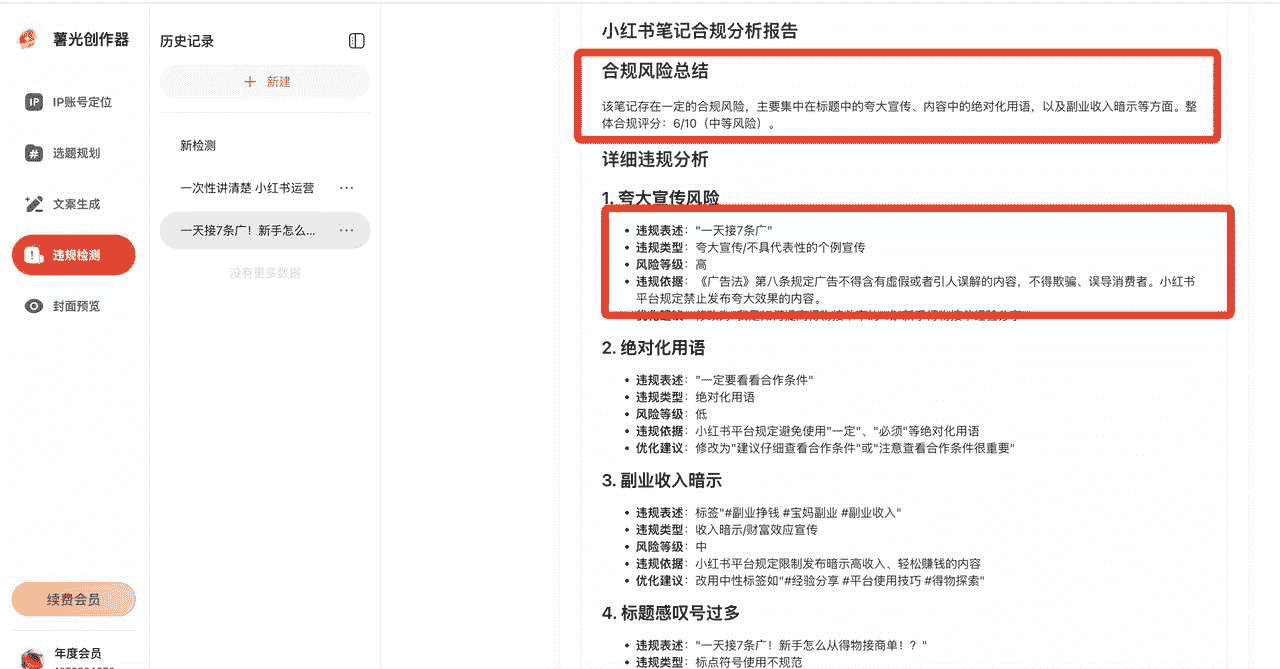 薯光创作器
IP IP账号定位
# 选题规划
文案生成
违规检测
封面预览
续费会员
年度会员
历史记录
+ 新建
新检测
一次性讲清楚 小红书运营 ...
一天接7条广！新手怎么... ...
没有更多数据
小红书笔记合规分析报告
合规风险总结
该笔记存在一定的合规风险，主要集中在标题中的夸大宣传、内容中的绝对化用语，以及副业收入暗示等方面。整
体合规评分：6/10（中等风险）。
详细违规分析
1. 夸大宣传风险
• 违规表述："一天接7条广"
• 违规类型：夸大宣传/不具代表性的个例宣传
• 风险等级：高
• 违规依据：《广告法》第八条规定广告不得含有虚假或者引人误解的内容，不得欺骗、误导消费者。小红书
平台规定禁止发布夸大效果的内容。
2. 绝对化用语
• 违规表述："一定要看看合作条件"
• 违规类型：绝对化用语
• 风险等级：低
• 违规依据：小红书平台规定避免使用"一定"、"必须"等绝对化用语
• 优化建议：修改为"建议仔细查看合作条件"或"注意查看合作条件很重要"
3. 副业收入暗示
• 违规表述：标签"#副业挣钱 #宝妈副业 #副业收入"
• 违规类型：收入暗示/财富效应宣传
• 风险等级：中
• 违规依据：小红书平台规定限制发布暗示高收入、轻松赚钱的内容
• 优化建议：改用中性标签如"#经验分享 #平台使用技巧 #得物探索"
4. 标题感叹号过多
• 违规表述："一天接7条广！新手怎么从得物接商单！？"
• 违规类型：标点符号使用不规范